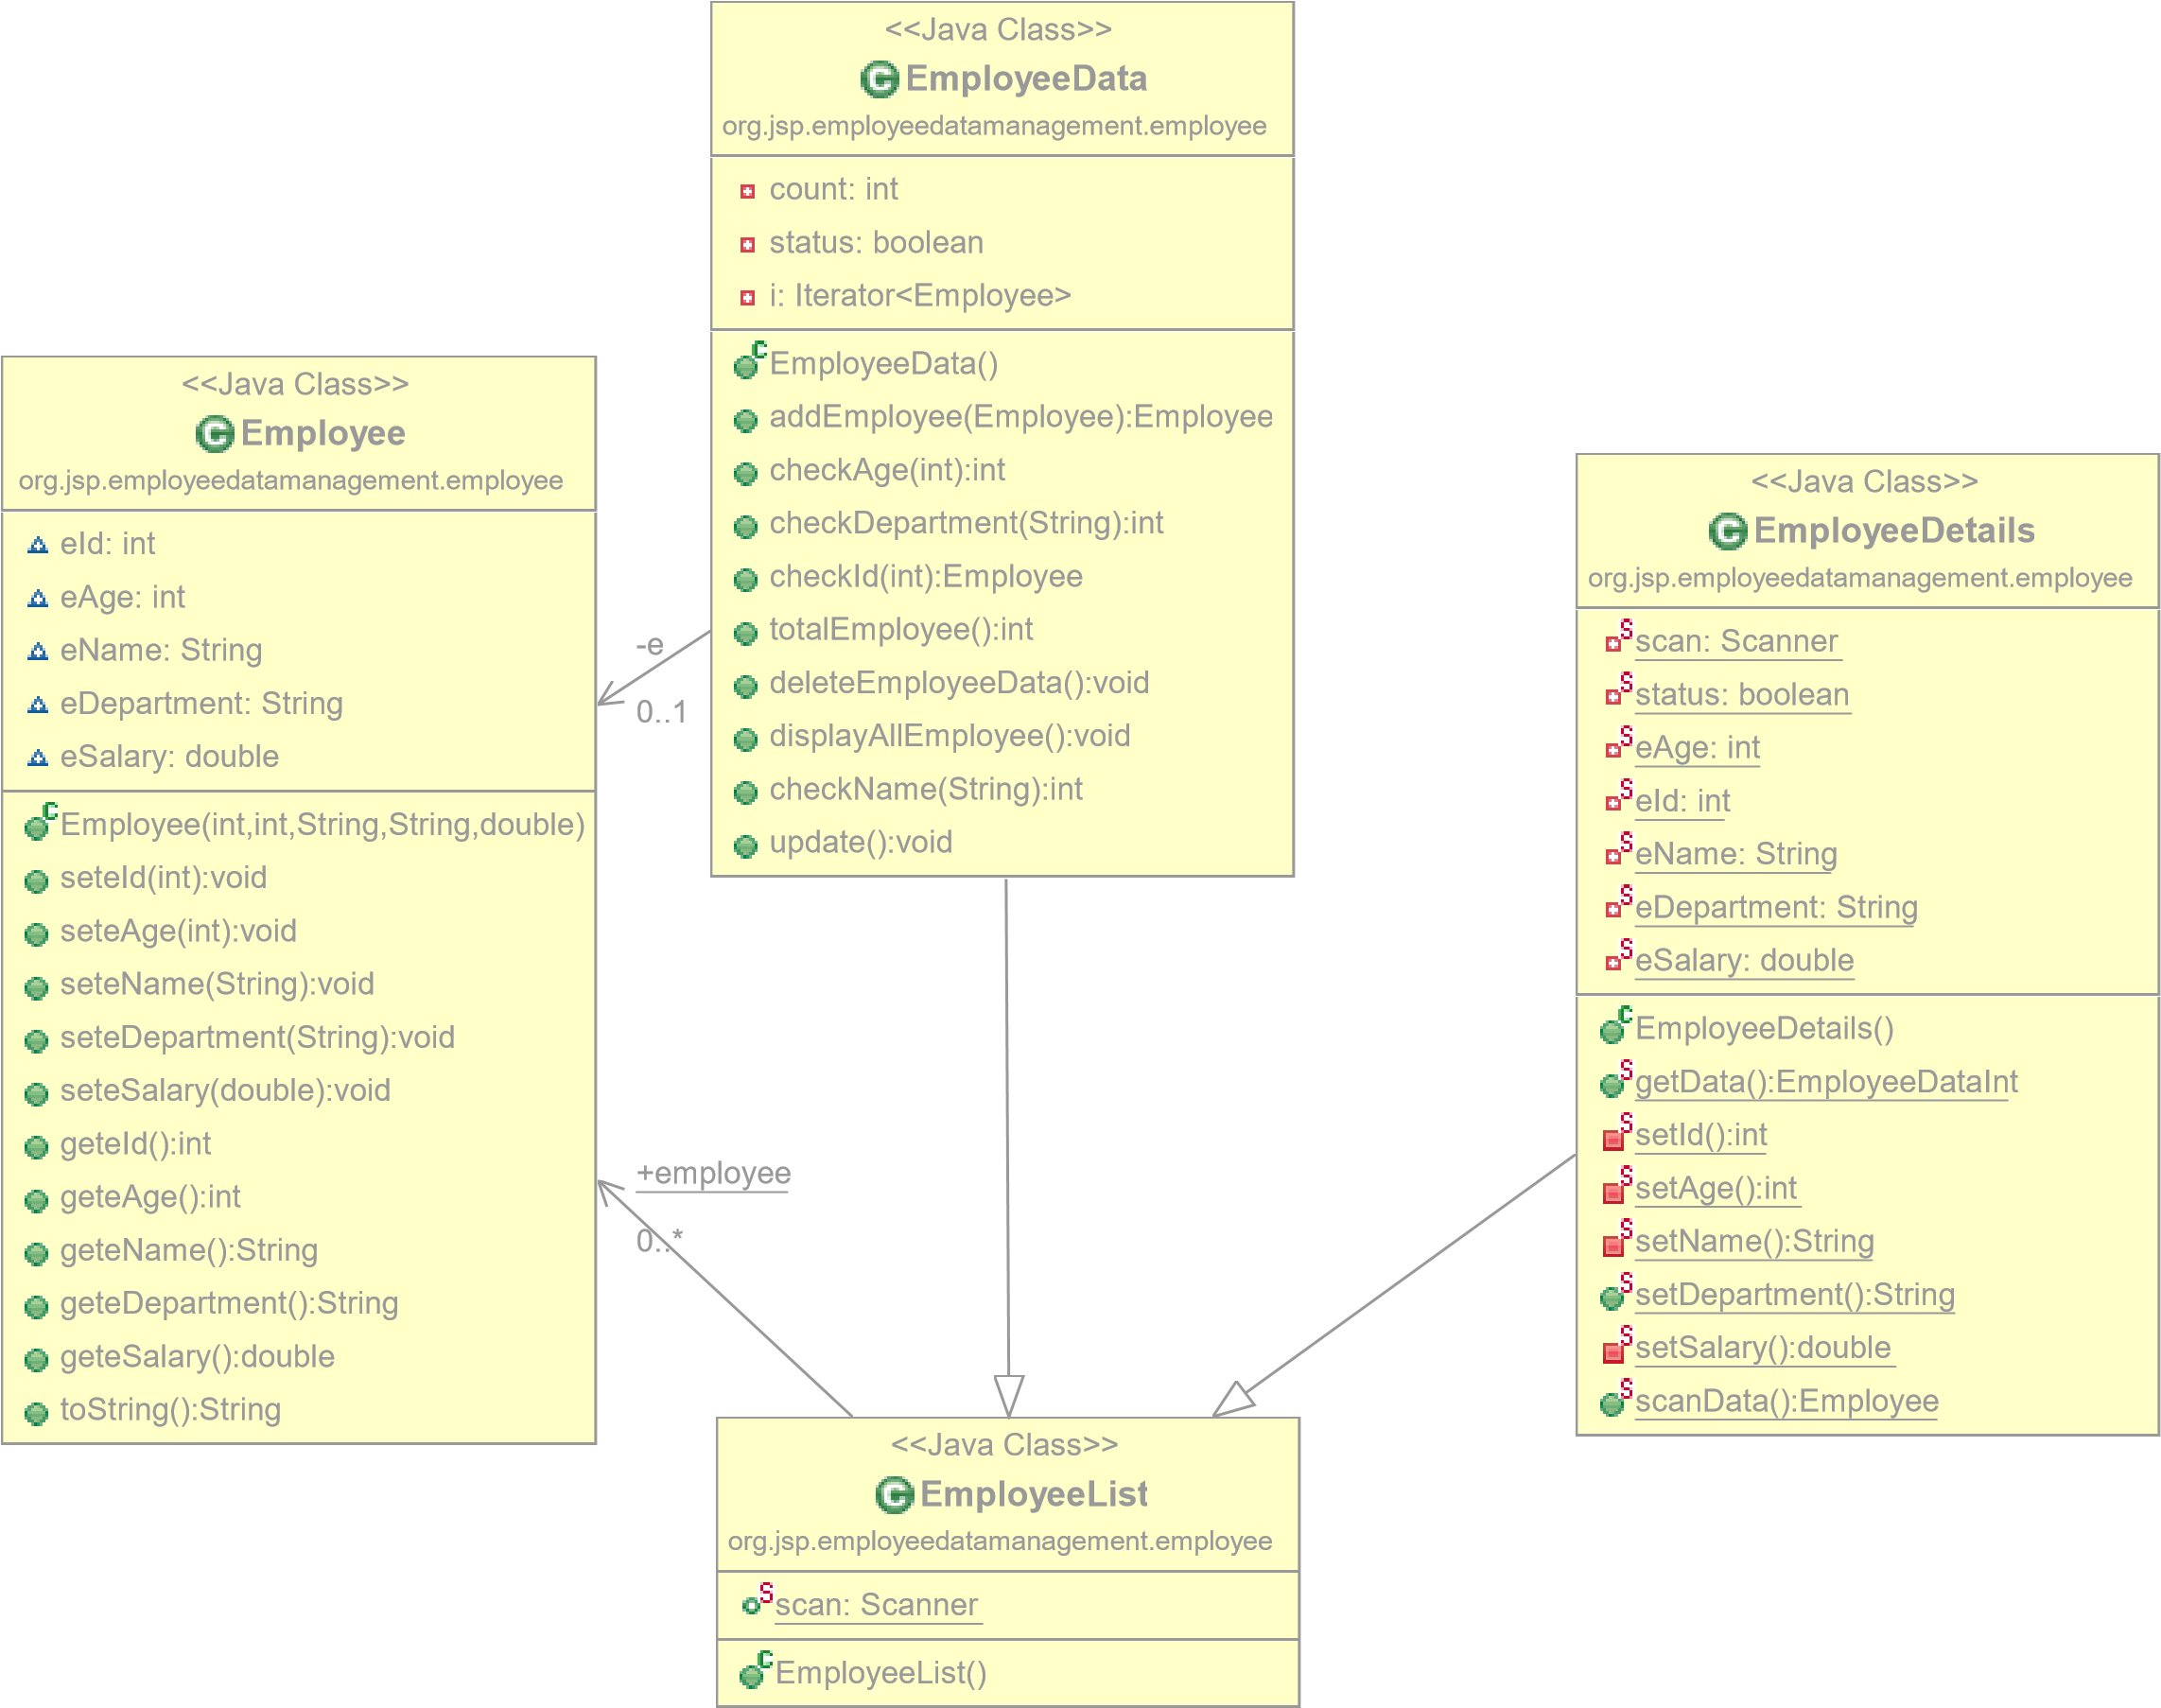 <<Java Class>>
EmployeeData
org.jsp.employeedatamanagement.employee
count: int
status: boolean
i: Iterator<Employee>
EmployeeData()
addEmployee(Employee):Employee
checkAge(int):int
checkDepartment(String):int
checkId(int):Employee
totalEmployee():int
deleteEmployeeData():void
displayAllEmployee():void
checkName(String):int
update():void
<<Java Class>>
Employee
org.jsp.employeedatamanagement.employee
eId: int
eAge: int
eName: String
eDepartment: String
eSalary: double
Employee(int,int,String,String,double)
seteId(int):void
seteAge(int):void
seteName(String):void
seteDepartment(String):void
seteSalary(double):void
geteId():int
geteAge():int
geteName():String
geteDepartment():String
geteSalary():double
toString():String
-e
0..1
+employee
0..*
<<Java Class>>
EmployeeDetails
org.jsp.employeedatamanagement.employee
scan: Scanner
status: boolean
eAge: int
eId: int
eName: String
eDepartment: String
eSalary: double
EmployeeDetails()
getData():EmployeeDataInt
setId():int
setAge():int
setName():String
setDepartment():String
setSalary():double
scanData():Employee
<<Java Class>>
EmployeeList
org.jsp.employeedatamanagement.employee
scan: Scanner
EmployeeList()